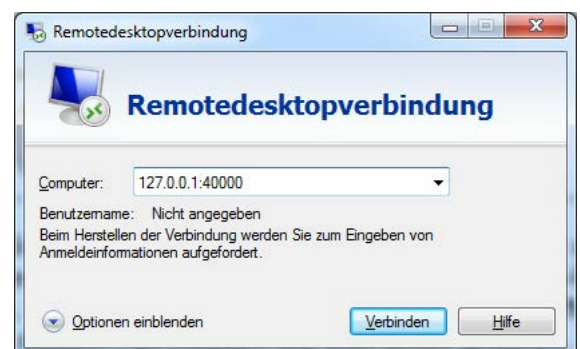 Remotedesktopverbindung
Remotedesktopverbindung
Computer: 127.0.0.1:40000
Benutzername: Nicht angegeben
Beim Herstellen der Verbindung werden Sie zum Eingeben von
Anmeldeinformationen aufgefordert.
Optionen einblenden Verbinden Hilfe